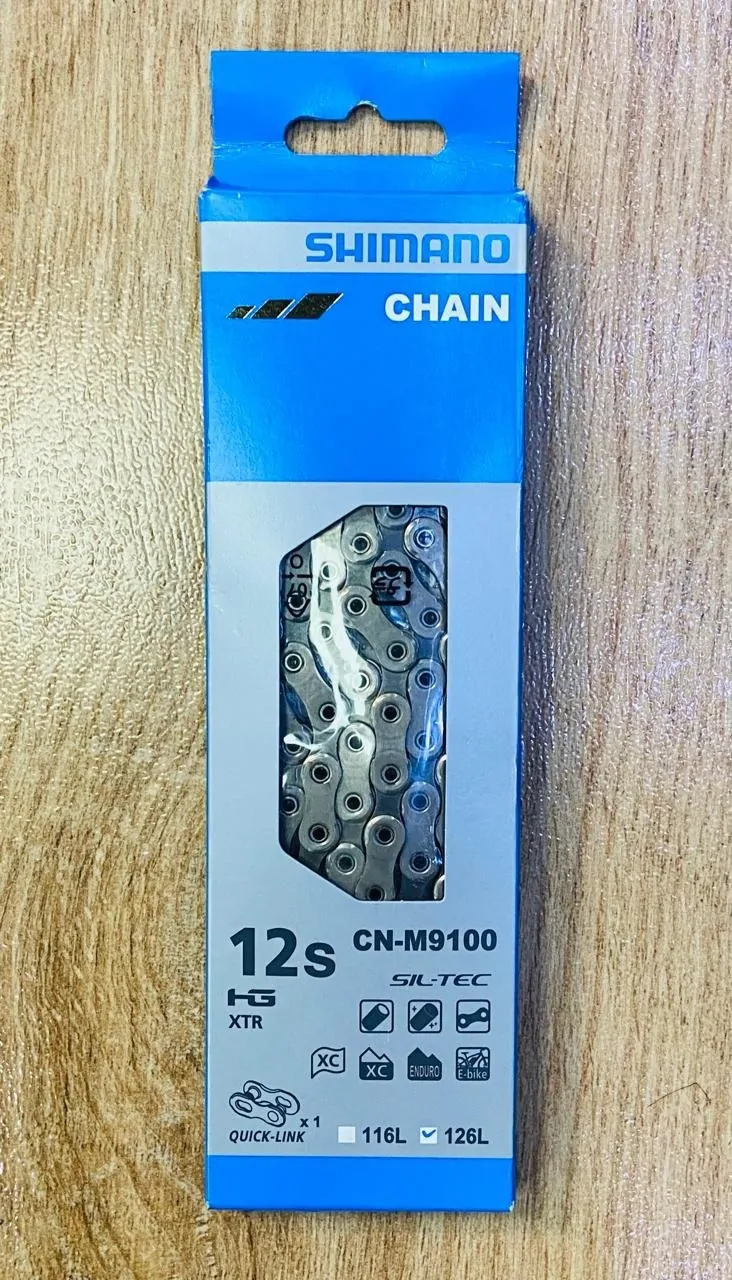 SHIMANO
CHAIN
12s CN-M9100
SIL-TEC
HG
XTR
XC XC ENDURO E-bike
x 1
QUICK-LINK 116L 126L